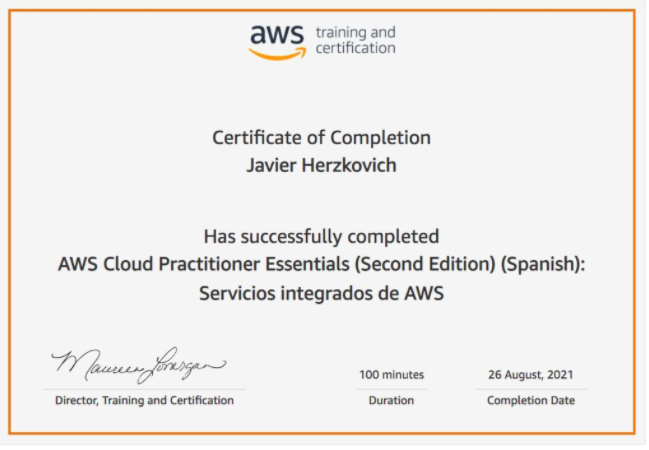 aws training and
certification
Certificate of Completion
Javier Herzkovich
Has successfully completed
AWS Cloud Practitioner Essentials (Second Edition) (Spanish):
Servicios integrados de AWS
Maureen Lonergan
100 minutes
26 August, 2021
Director, Training and Certification
Duration
Completion Date